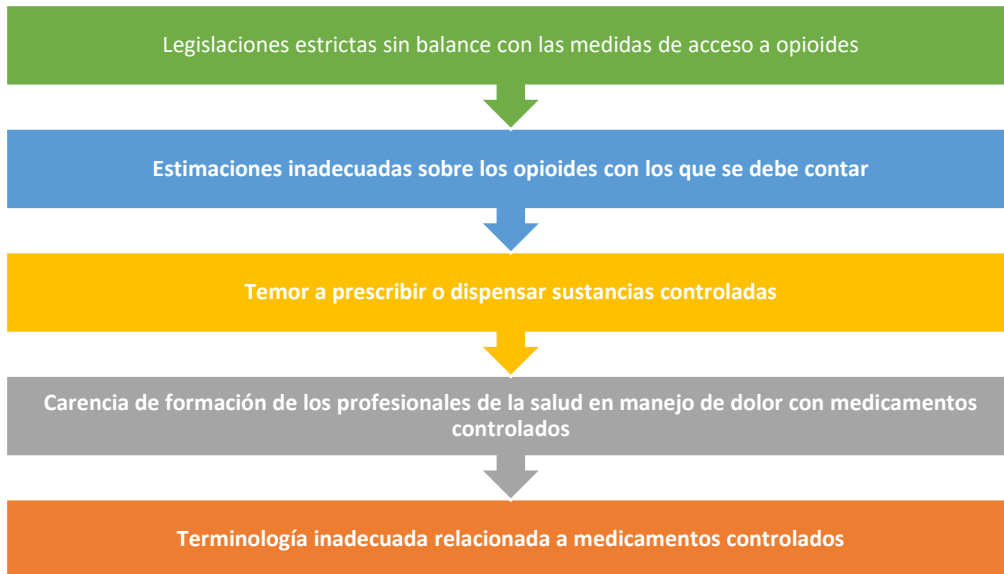 Legislaciones estrictas sin balance con las medidas de acceso a opioides
Estimaciones inadecuadas sobre los opioides con los que se debe contar
Temor a prescribir o dispensar sustancias controladas
Carencia de formación de los profesionales de la salud en manejo de dolor con medicamentos
controlados
Terminología inadecuada relacionada a medicamentos controlados